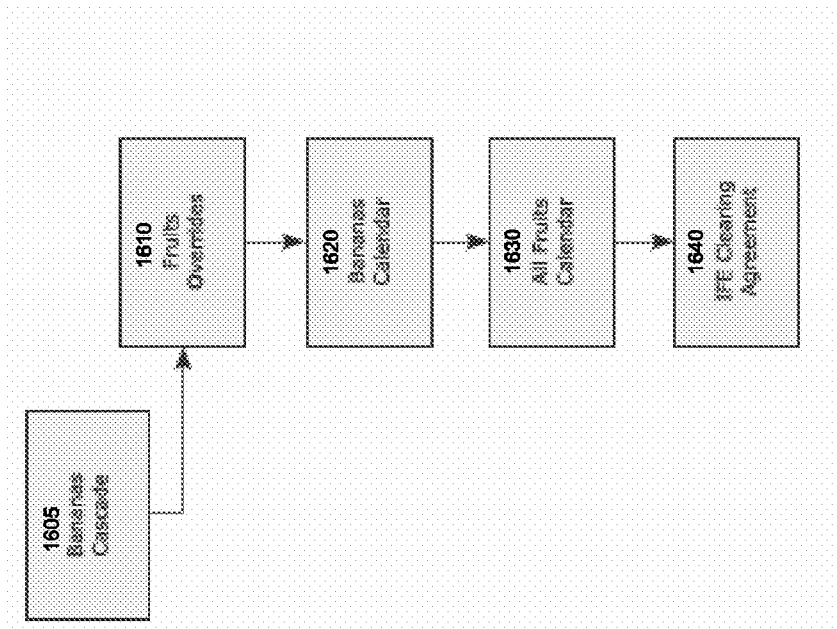 1605
Bananas
Cascade
1610
Fruits
Overrides
1620
Bananas
Calendar
1630
All Fruits
Calendar
1640
IFE Clearing
Agreement